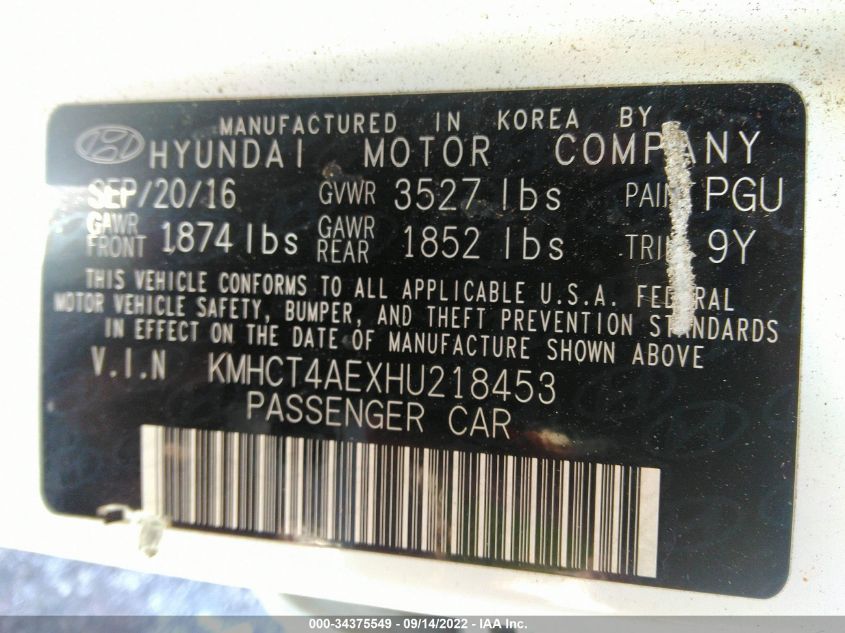 MANUFACTURED IN KOREA BY
HYUNDAI MOTOR COMPANY
SEP/20/16 GVWR 3527 lbs PAINT PGU
GAWR FRONT 1874 lbs GAWR REAR 1852 lbs TRIM 9Y
THIS VEHICLE CONFORMS TO ALL APPLICABLE U.S.A. FEDERAL
MOTOR VEHICLE SAFETY, BUMPER, AND THEFT PREVENTION STANDARDS
IN EFFECT ON THE DATE OF MANUFACTURE SHOWN ABOVE
V.I.N KMHCT4AEXHU218453
PASSENGER CAR
000-34375549 - 09/14/2022 - IAA Inc.